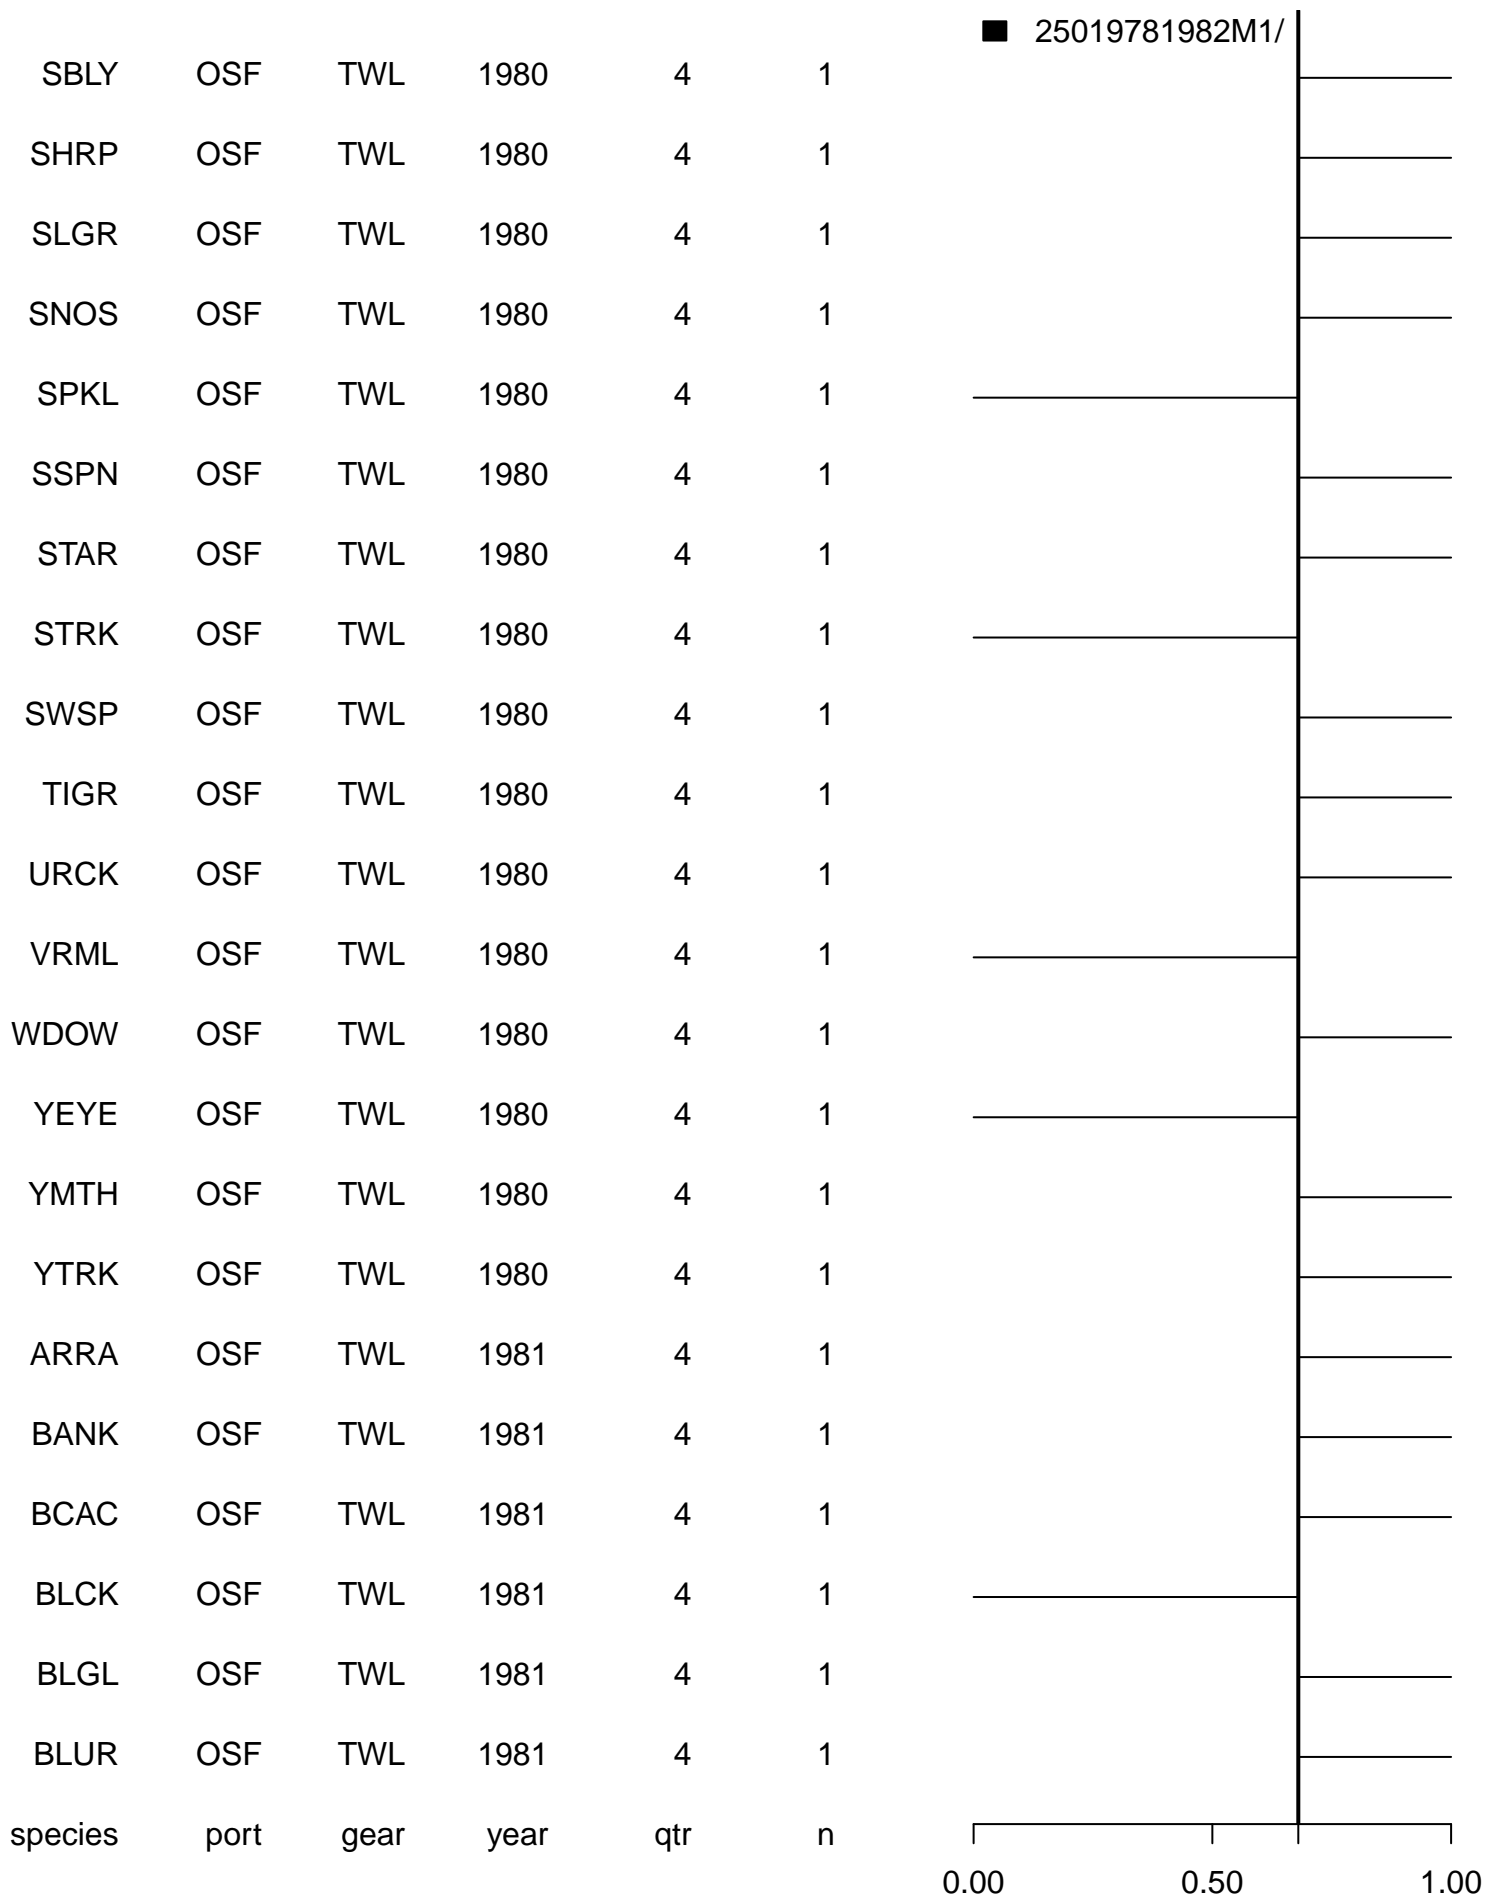 25019781982M1/
SBLY OSF TWL 1980 4 1
SHRP OSF TWL 1980 4 1
SLGR OSF TWL 1980 4 1
SNOS OSF TWL 1980 4 1
SPKL OSF TWL 1980 4 1
SSPN OSF TWL 1980 4 1
STAR OSF TWL 1980 4 1
STRK OSF TWL 1980 4 1
SWSP OSF TWL 1980 4 1
TIGR OSF TWL 1980 4 1
URCK OSF TWL 1980 4 1
VRML OSF TWL 1980 4 1
WDOW OSF TWL 1980 4 1
YEYE OSF TWL 1980 4 1
YMTH OSF TWL 1980 4 1
YTRK OSF TWL 1980 4 1
ARRA OSF TWL 1981 4 1
BANK OSF TWL 1981 4 1
BCAC OSF TWL 1981 4 1
BLCK OSF TWL 1981 4 1
BLGL OSF TWL 1981 4 1
BLUR OSF TWL 1981 4 1
species port gear year qtr n
0.00 0.50 1.00